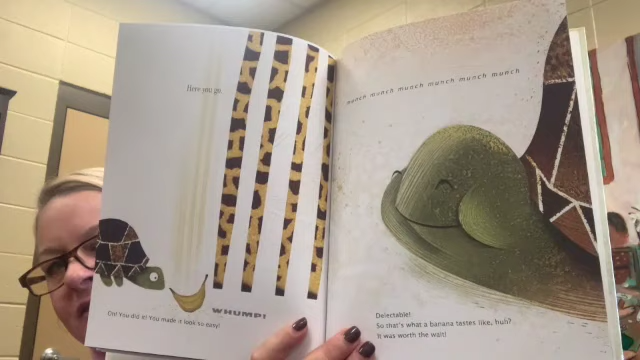 Here you go.
Oh! You did it! You made it look so easy!
WHUMP!
munch munch munch munch munch munch
Delectable!
So that's what a banana tastes like, huh?
It was worth the wait!